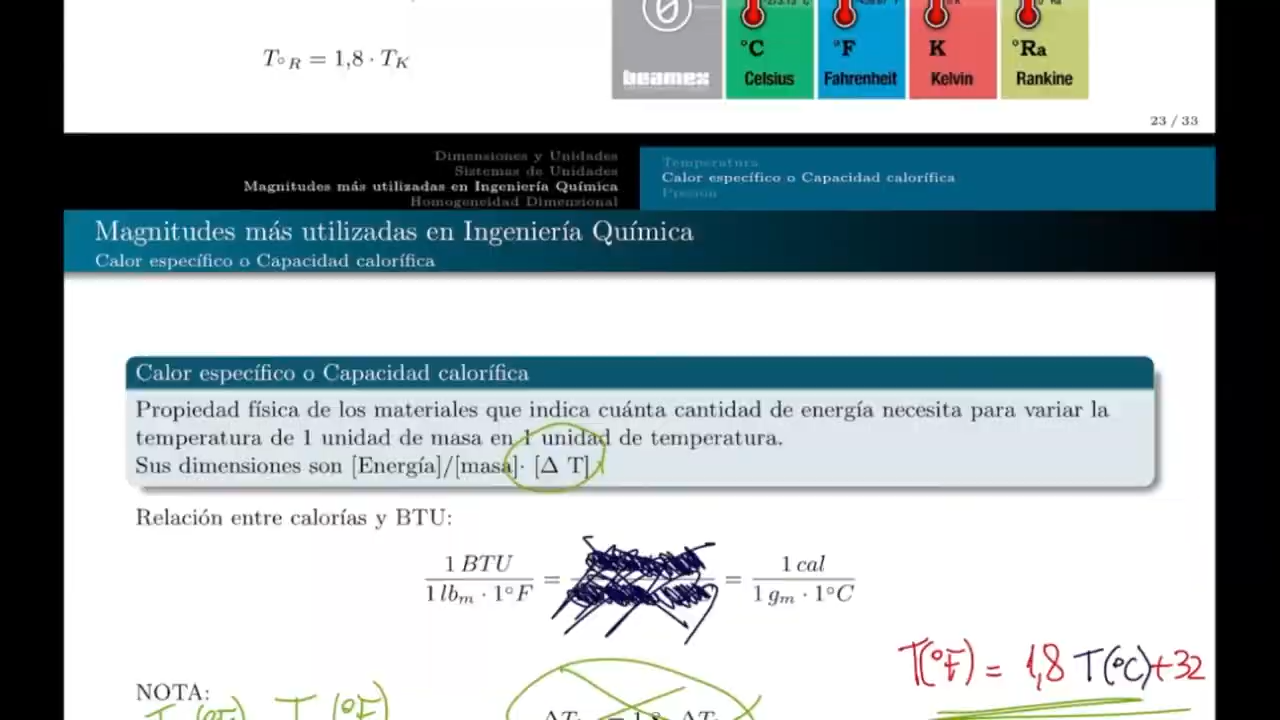 T°R = 1,8 · TK
°C °F K °Ra
beamex Celsius Fahrenheit Kelvin Rankine
23 / 33
Dimensiones y Unidades
Sistemas de Unidades
Magnitudes más utilizadas en Ingeniería Química
Homogeneidad Dimensional
Temperatura
Calor específico o Capacidad calorífica
Presión
Magnitudes más utilizadas en Ingeniería Química
Calor específico o Capacidad calorífica
Calor específico o Capacidad calorífica
Propiedad física de los materiales que indica cuánta cantidad de energía necesita para variar la
temperatura de 1 unidad de masa en 1 unidad de temperatura.
Sus dimensiones son [Energía]/[masa]· [Δ T]
Relación entre calorías y BTU:
1 BTU / 1 lbm · 1°F = = 1 cal / 1 gm · 1°C
T(°F) = 1,8 T(°C)+32
NOTA: